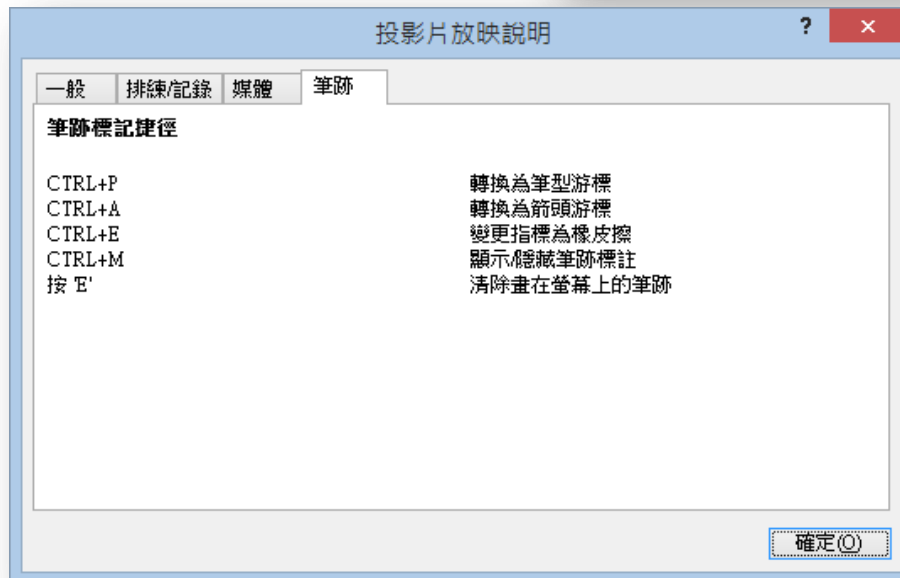 投影片放映說明
? ×
一般 排練/記錄 媒體 筆跡
筆跡標記捷徑
CTRL+P 轉換為筆型游標
CTRL+A 轉換為箭頭游標
CTRL+E 變更指標為橡皮擦
CTRL+M 顯示/隱藏筆跡標註
按 'E' 清除畫在螢幕上的筆跡
確定(O)